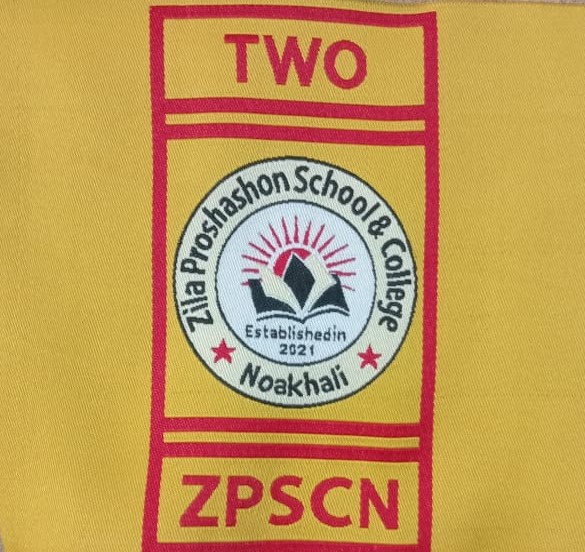 TWO
Zila Proshashon School & College
Establishedin
2021
Noakhali
ZPSCN